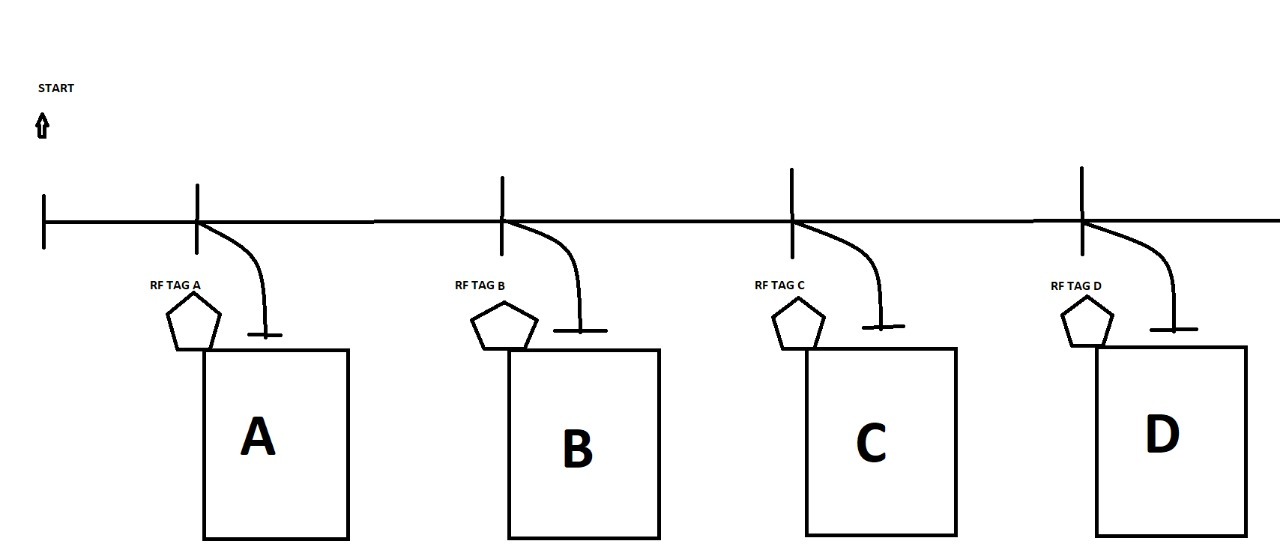 START
RF TAG A
RF TAG B
RF TAG C
RF TAG D
A
B
C
D